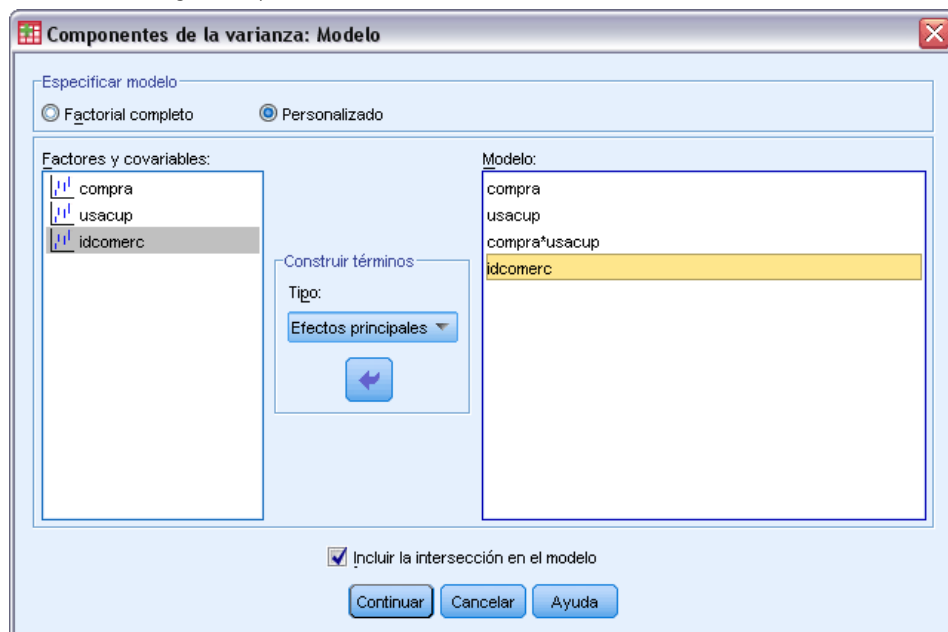 Componentes de la varianza: Modelo
Especificar modelo
Factorial completo
Personalizado
Factores y covariables:
compra
usacup
idcomerc
Construir términos
Tipo:
Efectos principales
Modelo:
compra
usacup
compra*usacup
idcomerc
Incluir la intersección en el modelo
Continuar
Cancelar
Ayuda